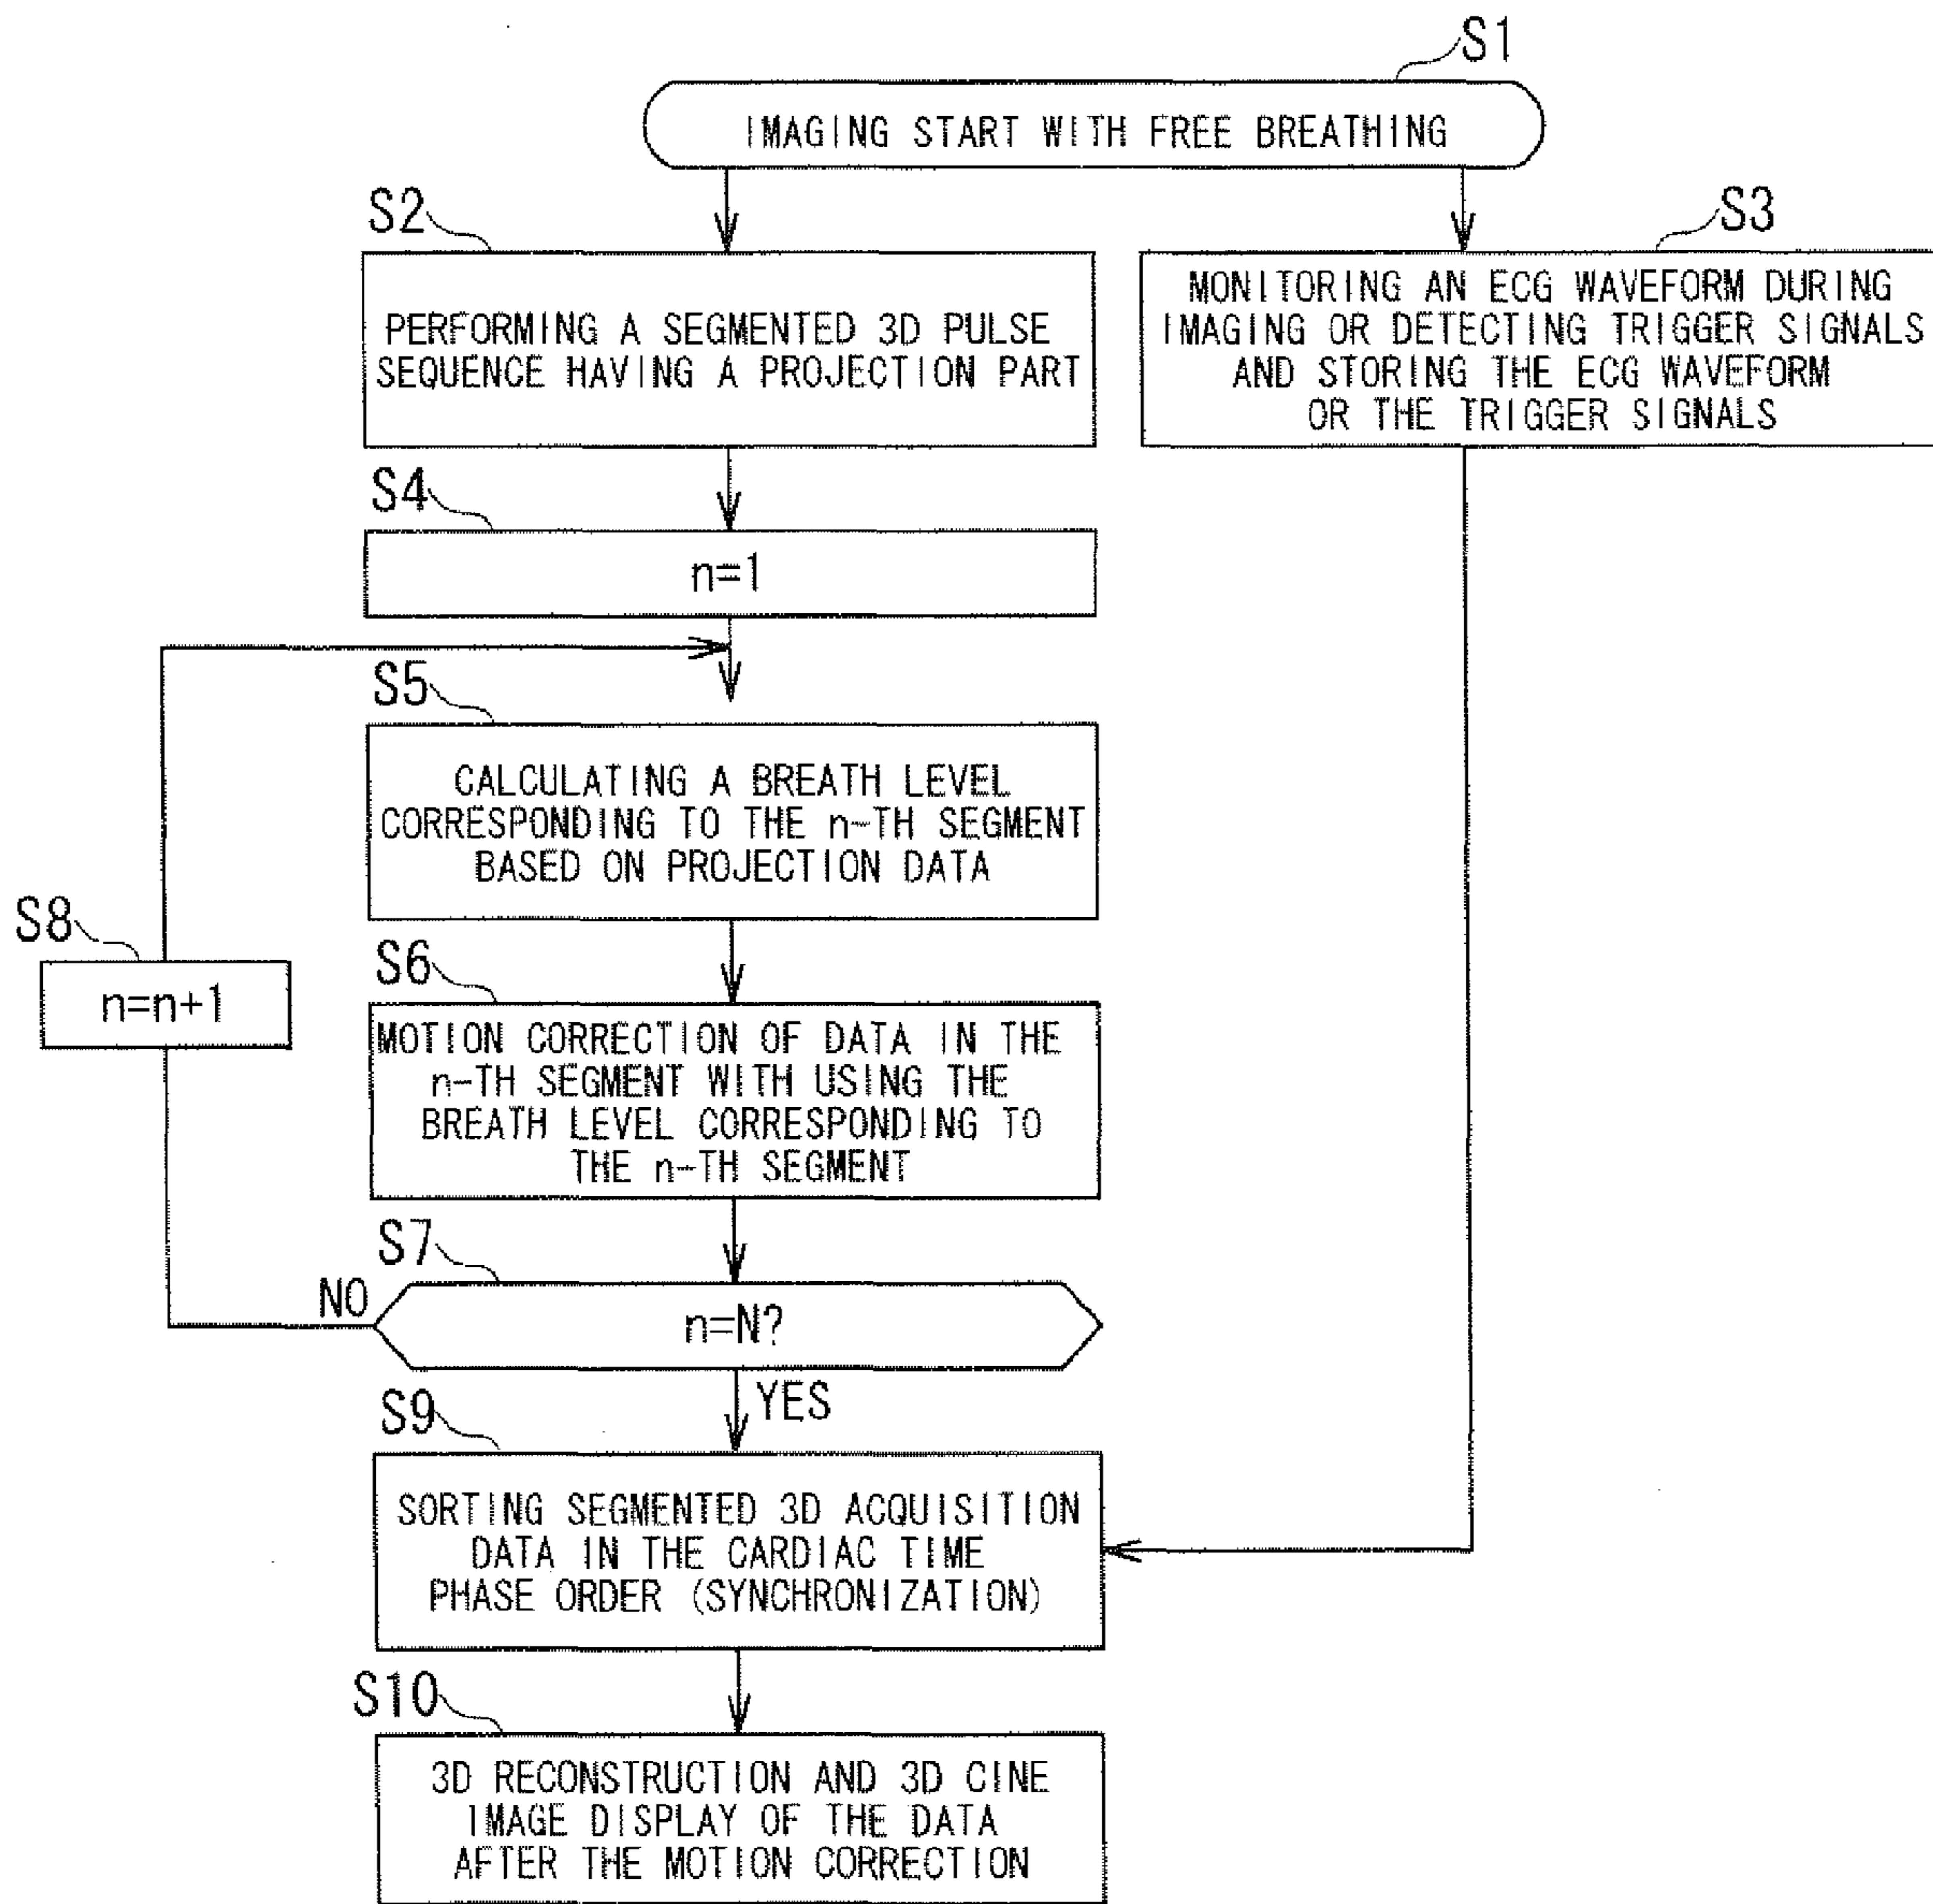 S1
IMAGING START WITH FREE BREATHING
S2
PERFORMING A SEGMENTED 3D PULSE
SEQUENCE HAVING A PROJECTION PART
S3
MONITORING AN ECG WAVEFORM DURING
IMAGING OR DETECTING TRIGGER SIGNALS
AND STORING THE ECG WAVEFORM
OR THE TRIGGER SIGNALS
S4
n=1
S5
CALCULATING A BREATH LEVEL
CORRESPONDING TO THE n-TH SEGMENT
BASED ON PROJECTION DATA
S8
n=n+1
S6
MOTION CORRECTION OF DATA IN THE
n-TH SEGMENT WITH USING THE
BREATH LEVEL CORRESPONDING TO
THE n-TH SEGMENT
S7
NO
n=N?
YES
S9
SORTING SEGMENTED 3D ACQUISITION
DATA IN THE CARDIAC TIME
PHASE ORDER (SYNCHRONIZATION)
S10
3D RECONSTRUCTION AND 3D CINE
IMAGE DISPLAY OF THE DATA
AFTER THE MOTION CORRECTION